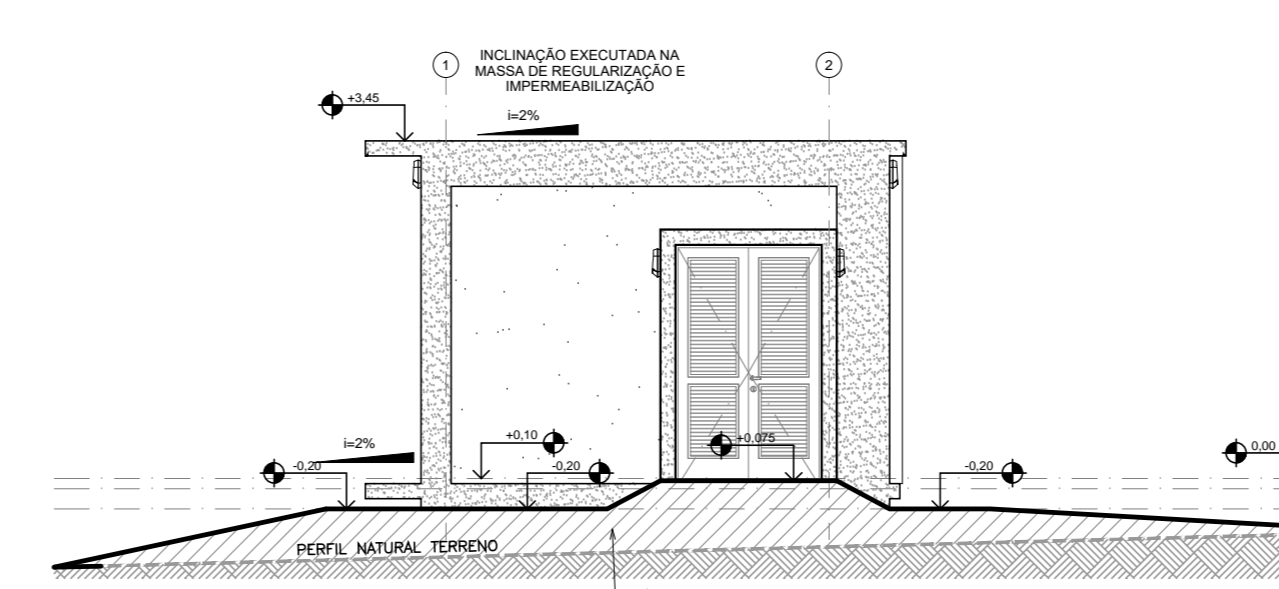 1
INCLINAÇÃO EXECUTADA NA
MASSA DE REGULARIZAÇÃO E
IMPERMEABILIZAÇÃO
2
+3,45
i=2%
i=2%
+0,10
+0,075
0,00
-0,20
-0,20
-0,20
PERFIL NATURAL TERRENO